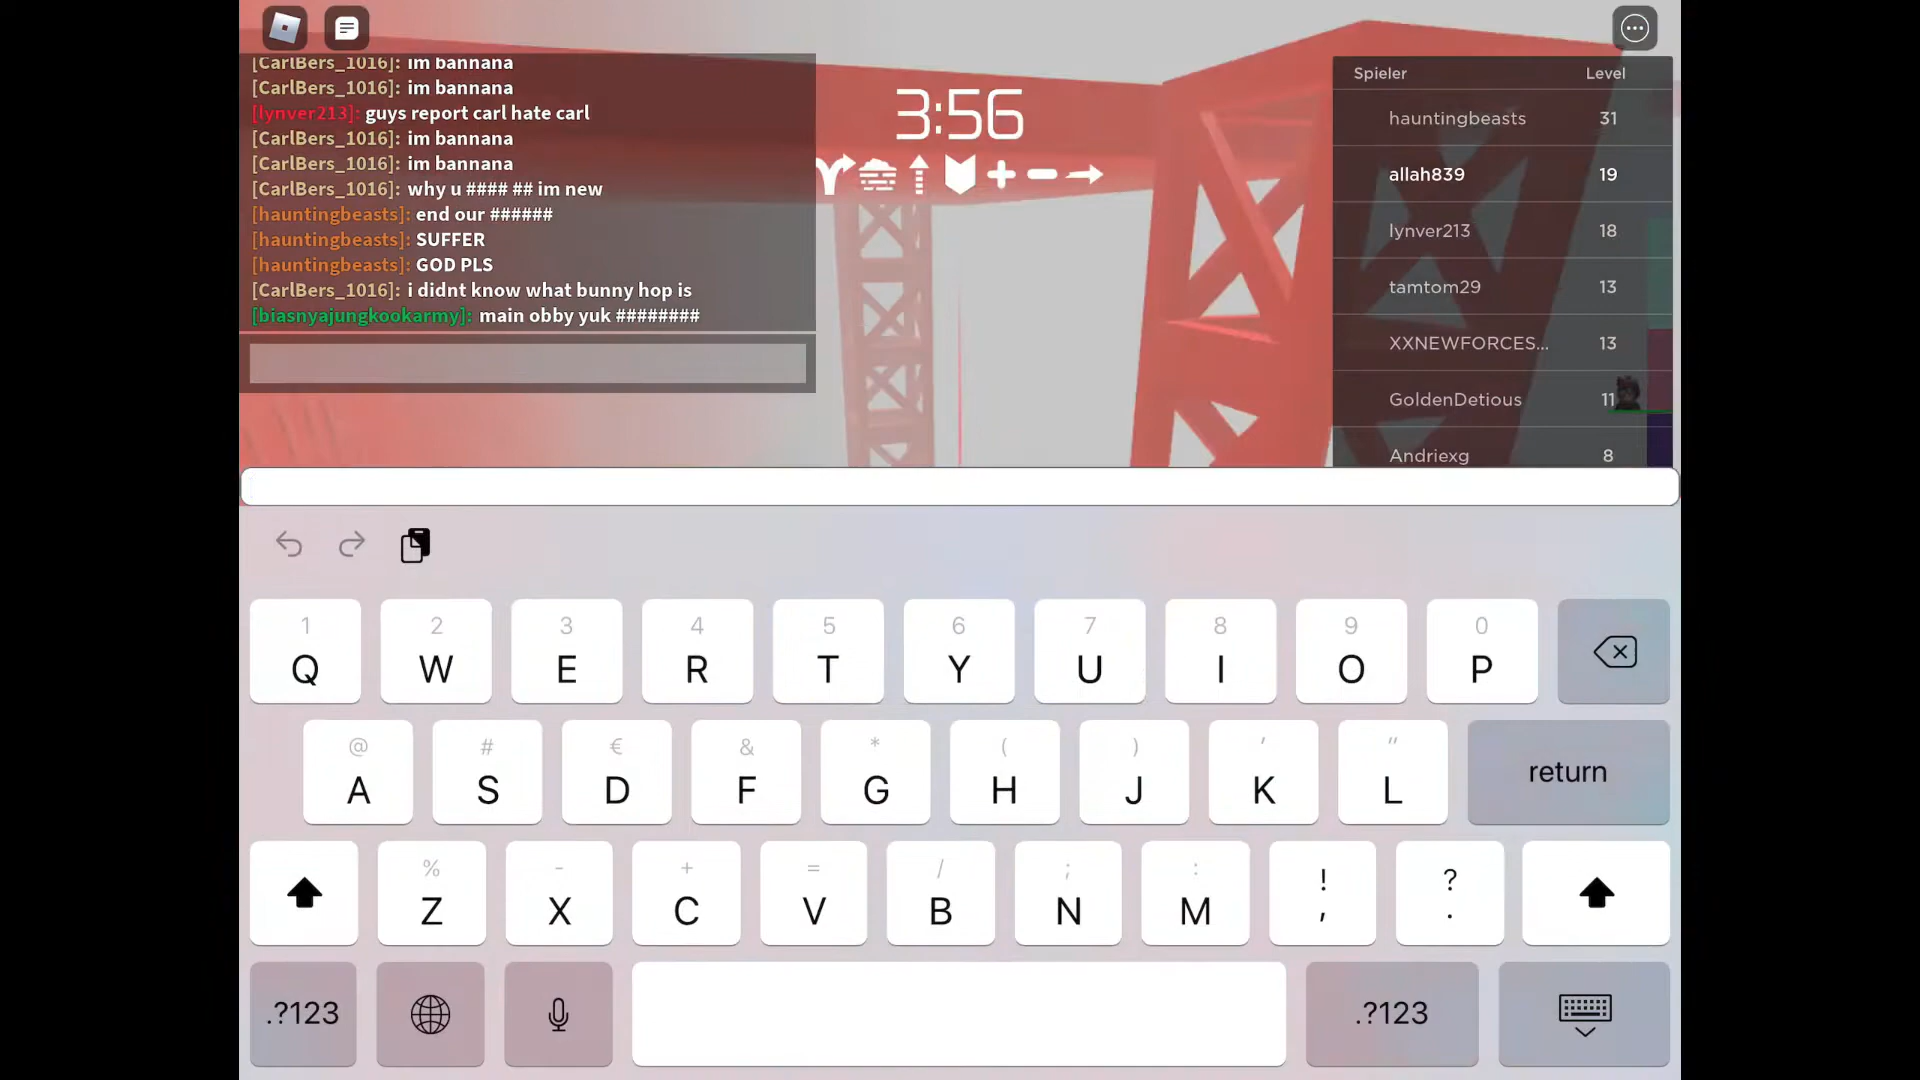 [CarlBers_1016]: im bannana
[CarlBers_1016]: im bannana
[lynver213]: guys report carl hate carl
[CarlBers_1016]: im bannana
[CarlBers_1016]: im bannana
[CarlBers_1016]: why u #### ## im new
[hauntingbeasts]: end our ######
[hauntingbeasts]: SUFFER
[hauntingbeasts]: GOD PLS
[CarlBers_1016]: i didnt know what bunny hop is
[biasnyajungkookarmy]: main obby yuk ########
3:56
Spieler Level
hauntingbeasts 31
allah839 19
lynver213 18
tamtom29 13
XXNEWFORCES... 13
GoldenDetious 11
Andriexg 8
1 2 3 4 5 6 7 8 9 0
Q W E R T Y U I O P
@ # € & * ( ) ' "
A S D F G H J K L return
% - + = / ; : ! ?
Z X C V B N M , .
.?123 .?123